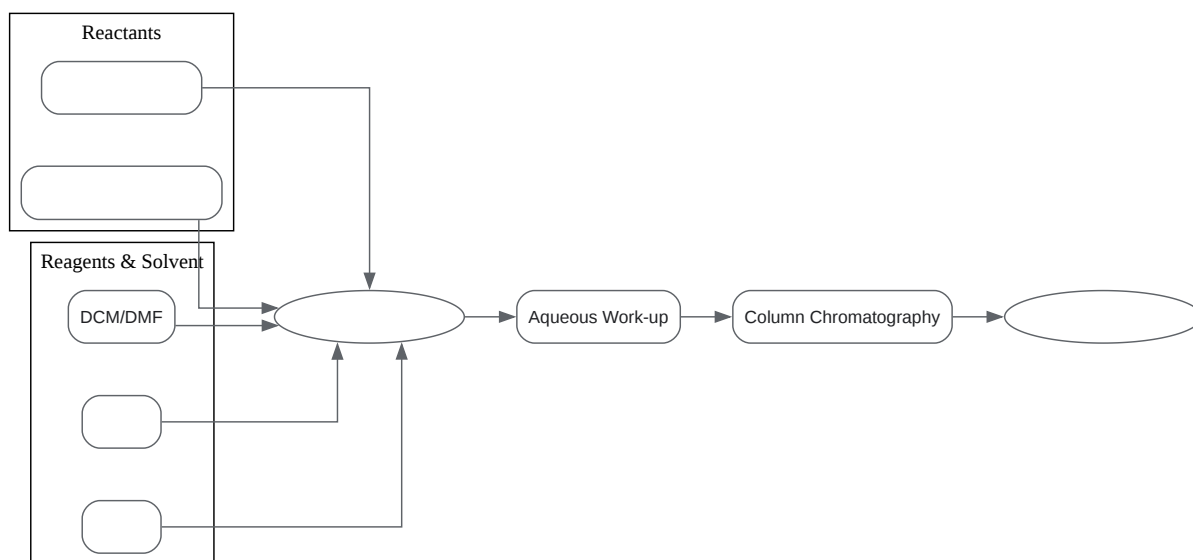 Reactants
Reagents & Solvent
DCM/DMF
Aqueous Work-up
Column Chromatography